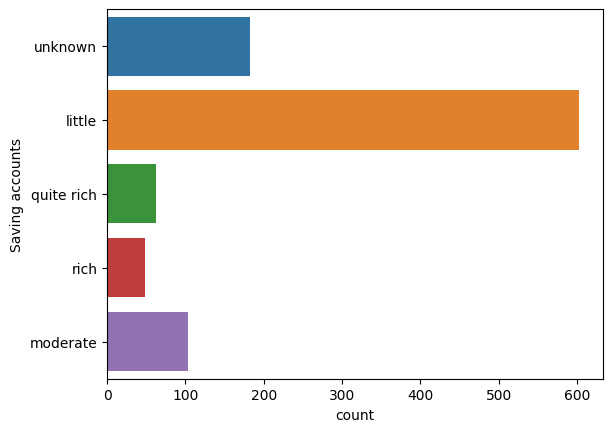 unknown
little
quite rich
rich
moderate
Saving accounts
0 100 200 300 400 500 600
count